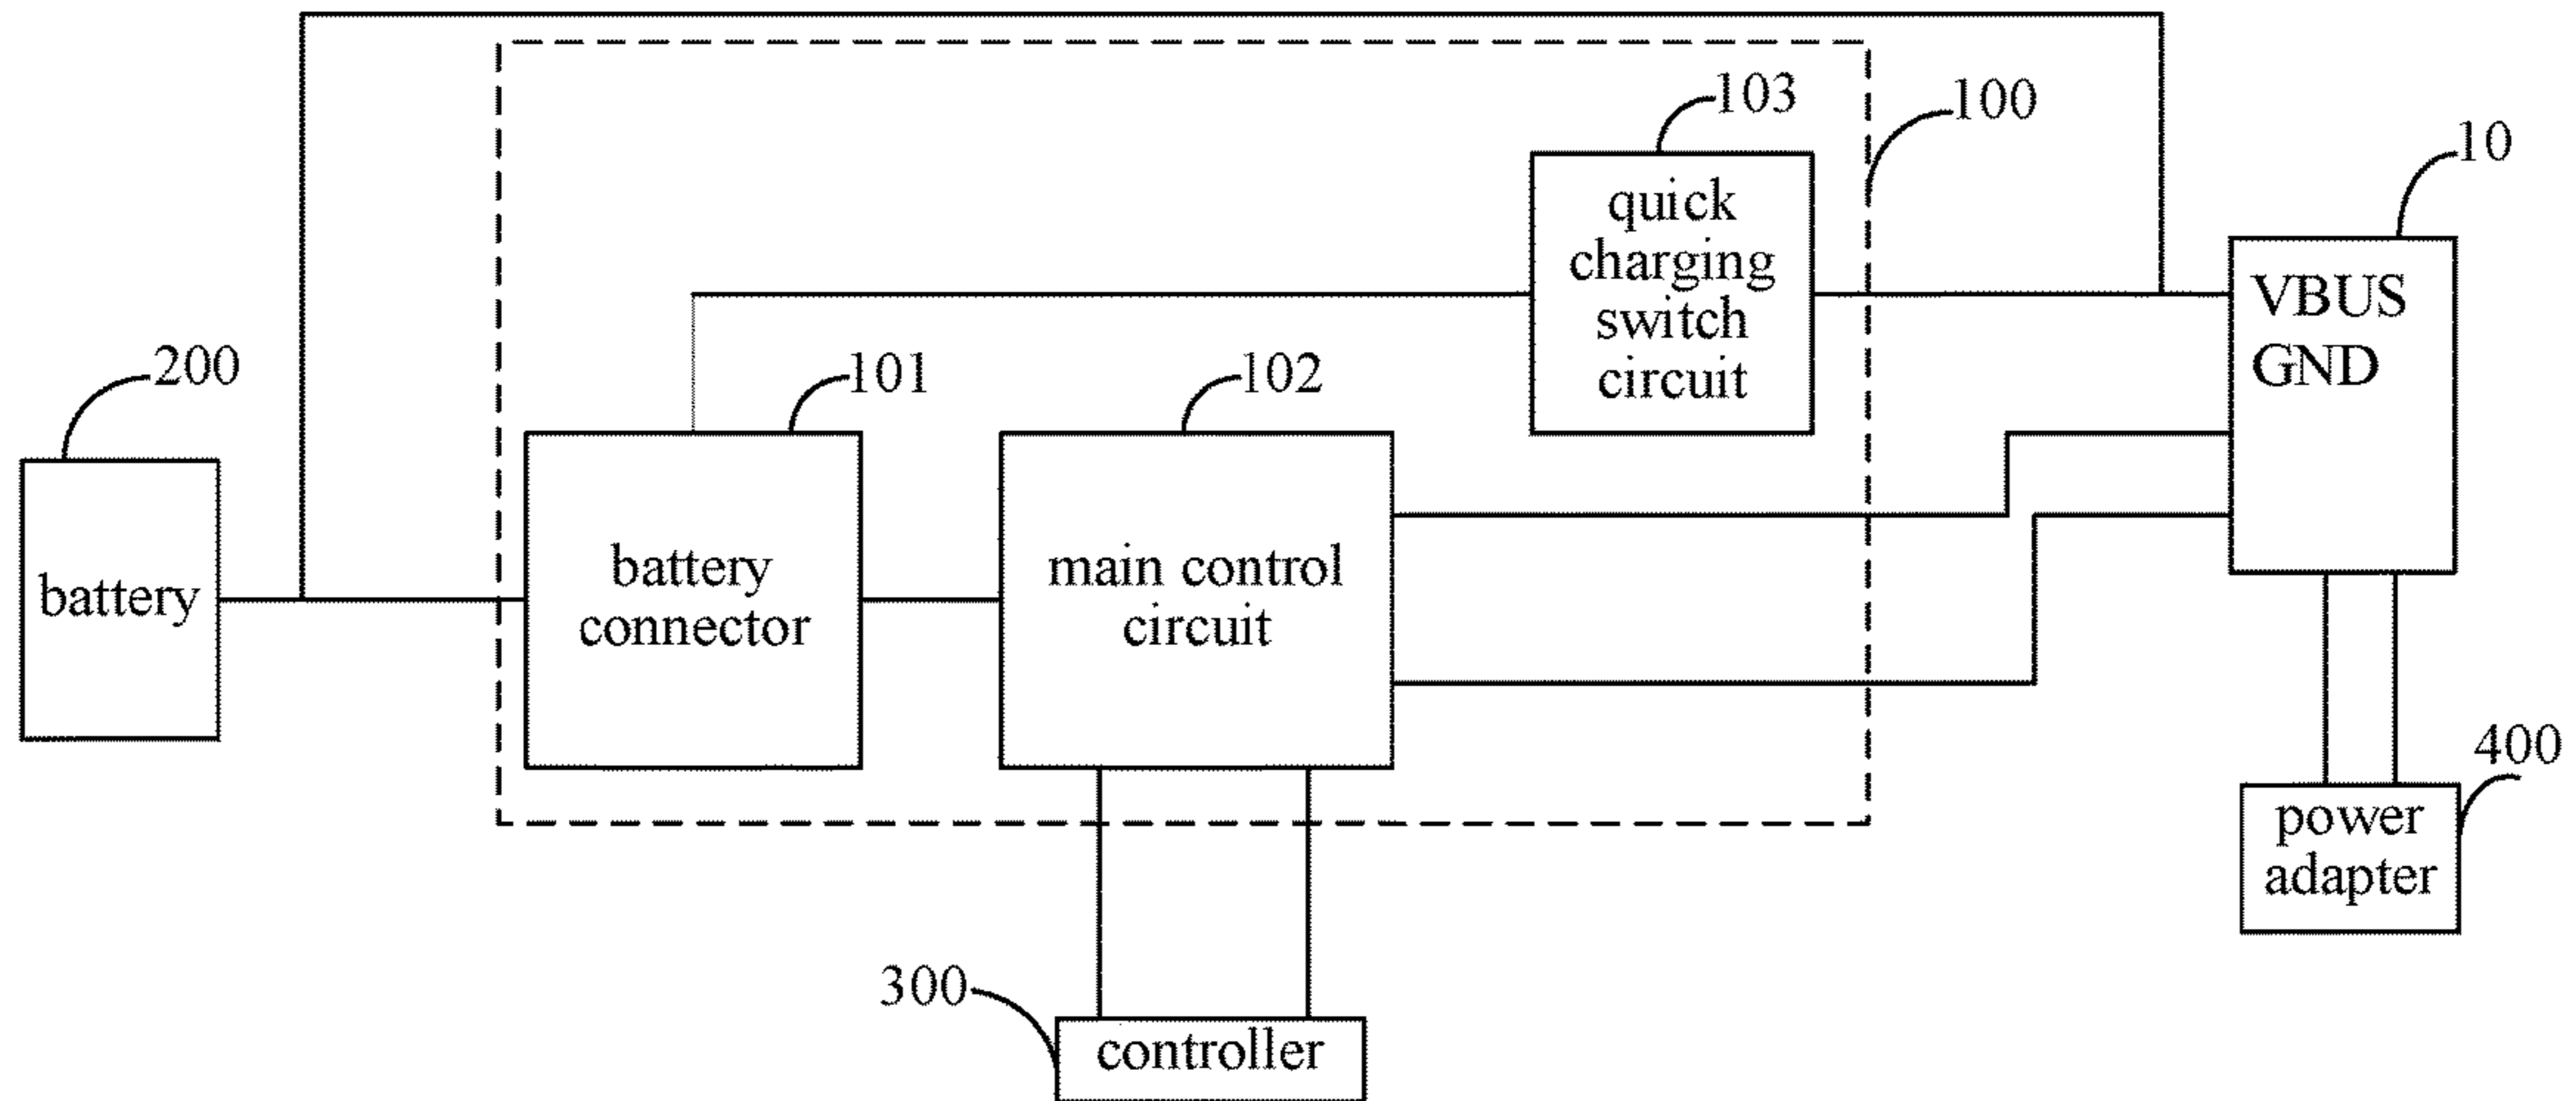 103
100
10
quick
charging
switch
circuit
VBUS
GND
200
101
102
battery
battery
connector
main control
circuit
400
power
adapter
300
controller